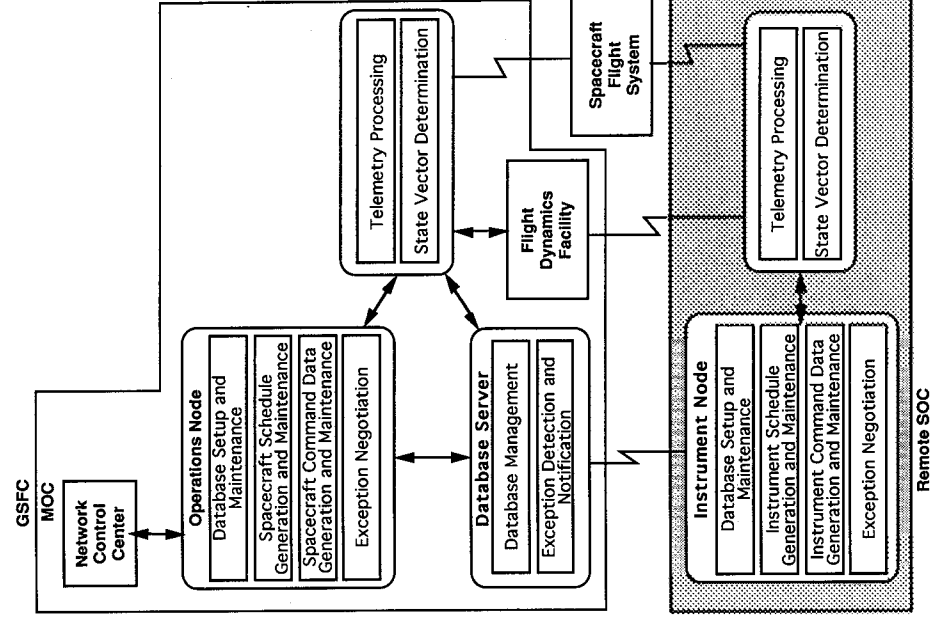 GSFC
MOC
Network
Control
Center
Operations Node
Database Setup and
Maintenance
Spacecraft Schedule
Generation and Maintenance
Spacecraft Command Data
Generation and Maintenance
Exception Negotiation
Telemetry Processing
State Vector Determination
Database Server
Database Management
Exception Detection and
Notification
Flight
Dynamics
Facility
Spacecraft
Flight
System
Instrument Node
Database Setup and
Maintenance
Instrument Schedule
Generation and Maintenance
Instrument Command Data
Generation and Maintenance
Exception Negotiation
Telemetry Processing
State Vector Determination
Remote SOC